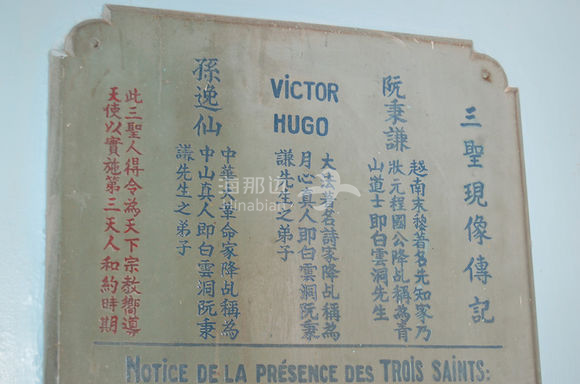 三聖現像傳記
阮秉謙
越南末黎著名先知家乃
狀元程國公降乩稱為青
山道士即白雲洞先生
VICTOR
HUGO
大法著名詩家降乩稱為
月心真人即白雲洞阮秉
謙先生之弟子
孫逸仙
中華大革命家降乩稱為
中山真人即白雲洞阮秉
謙先生之弟子
此三聖人得令為天下宗教嚮導
天使以實施第三天人和約時期
NOTICE DE LA PRÉSENCE DES TROIS SAINTS:
海那边